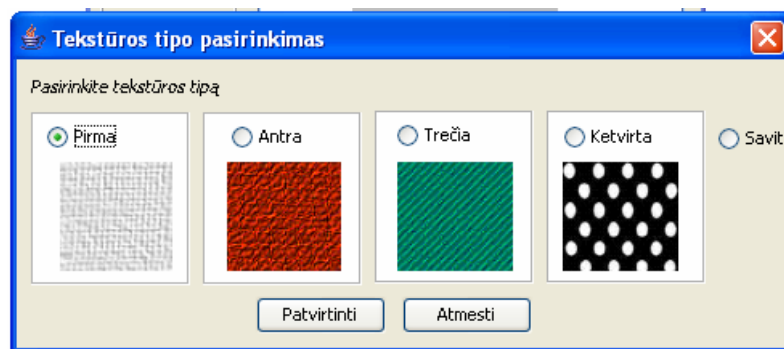 Tekstūros tipo pasirinkimas
Pasirinkite tekstūros tipą
Pirma Antra Trečia Ketvirta Savit
Patvirtinti Atmesti